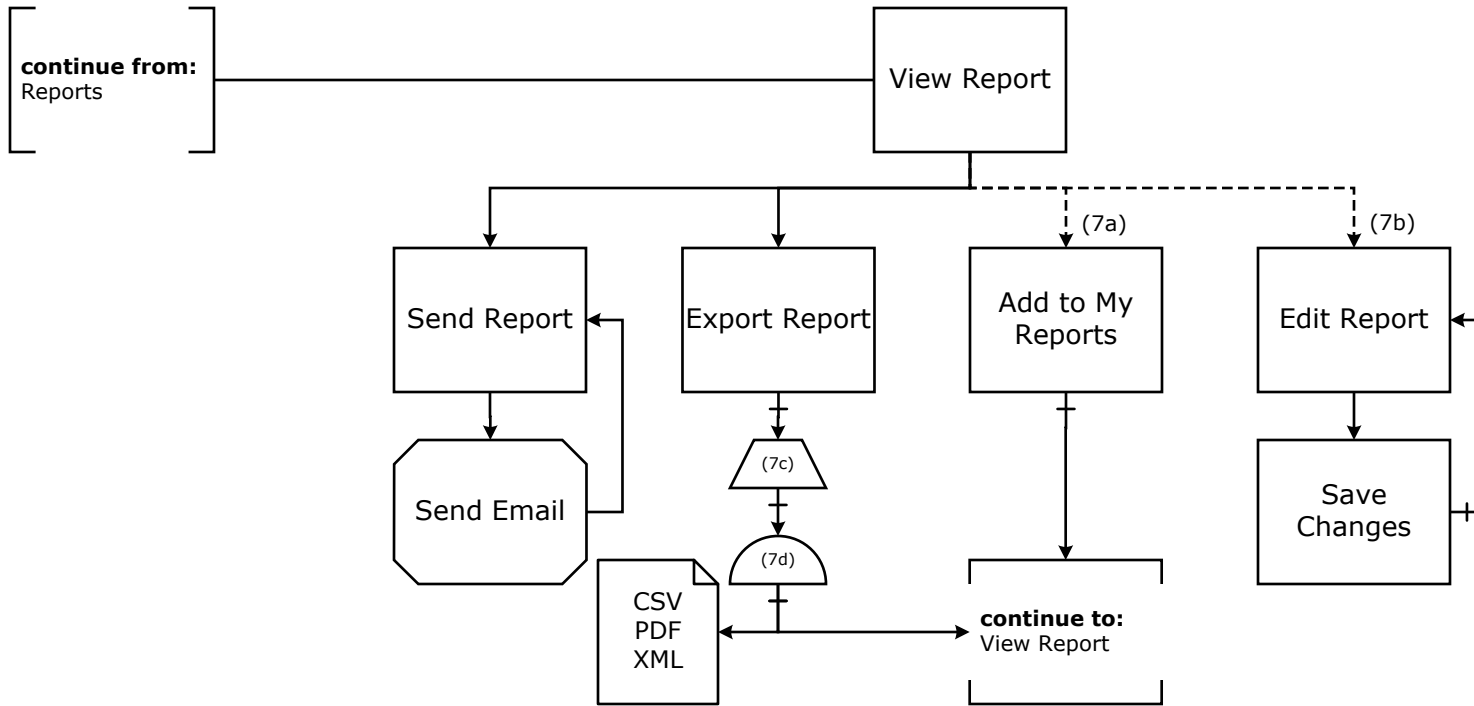 continue from:
Reports
View Report
(7a)
(7b)
Send Report
Export Report
Add to My
Reports
Edit Report
(7c)
Send Email
Save
Changes
(7d)
CSV
PDF
XML
continue to:
View Report